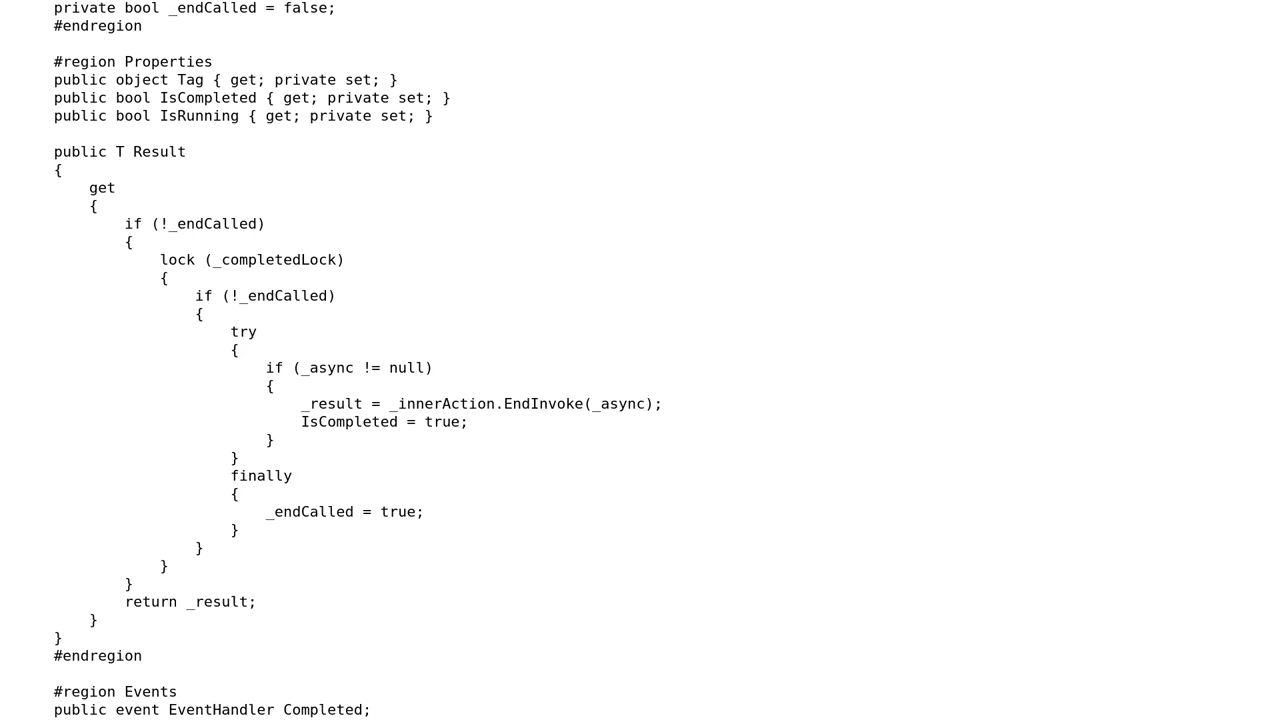 private bool _endCalled = false;
#endregion

#region Properties
public object Tag { get; private set; }
public bool IsCompleted { get; private set; }
public bool IsRunning { get; private set; }

public T Result
{
    get
    {
        if (!_endCalled)
        {
            lock (_completedLock)
            {
                if (!_endCalled)
                {
                    try
                    {
                        if (_async != null)
                        {
                            _result = _innerAction.EndInvoke(_async);
                            IsCompleted = true;
                        }
                    }
                    finally
                    {
                        _endCalled = true;
                    }
                }
            }
        }
        return _result;
    }
}
#endregion

#region Events
public event EventHandler Completed;